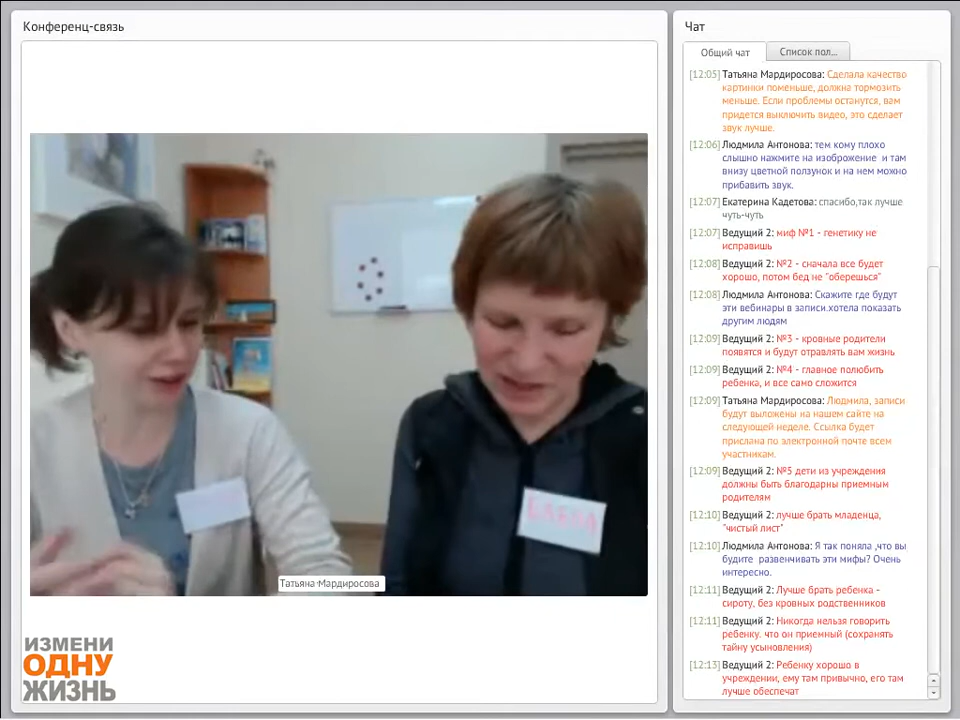 Конференц-связь
Татьяна Мардиросова
ИЗМЕНИ
ОДНУ
ЖИЗНЬ
Чат
Общий чат
Список пол...
[12:05] Татьяна Мардиросова: Сделала качество
картинки поменьше, должна тормозить
меньше. Если проблемы останутся, вам
придется выключить видео, это сделает
звук лучше.
[12:06] Людмила Антонова: тем кому плохо
слышно нажмите на изоброжение и там
внизу цветной ползунок и на нем можно
прибавить звук.
[12:07] Екатерина Кадетова: спасибо,так лучше
чуть-чуть
[12:07] Ведущий 2: миф №1 - генетику не
исправишь
[12:08] Ведущий 2: №2 - сначала все будет
хорошо, потом бед не "оберешься"
[12:08] Людмила Антонова: Скажите где будут
эти вебинары в записи.хотела показать
другим людям
[12:09] Ведущий 2: №3 - кровные родители
появятся и будут отравлять вам жизнь
[12:09] Ведущий 2: №4 - главное полюбить
ребенка, и все само сложится
[12:09] Татьяна Мардиросова: Людмила, записи
будут выложены на нашем сайте на
следующей неделе. Ссылка будет
прислана по электронной почте всем
участникам.
[12:09] Ведущий 2: №5 дети из учреждения
должны быть благодарны приемным
родителям
[12:10] Ведущий 2: лучше брать младенца,
"чистый лист"
[12:10] Людмила Антонова: Я так поняла ,что вы
будите развенчивать эти мифы? Очень
интересно.
[12:11] Ведущий 2: Лучше брать ребенка -
сироту, без кровных родственников
[12:11] Ведущий 2: Никогда нельзя говорить
ребенку. что он приемный (сохранять
тайну усыновления)
[12:13] Ведущий 2: Ребенку хорошо в
учреждении, ему там привычно, его там
лучше обеспечат